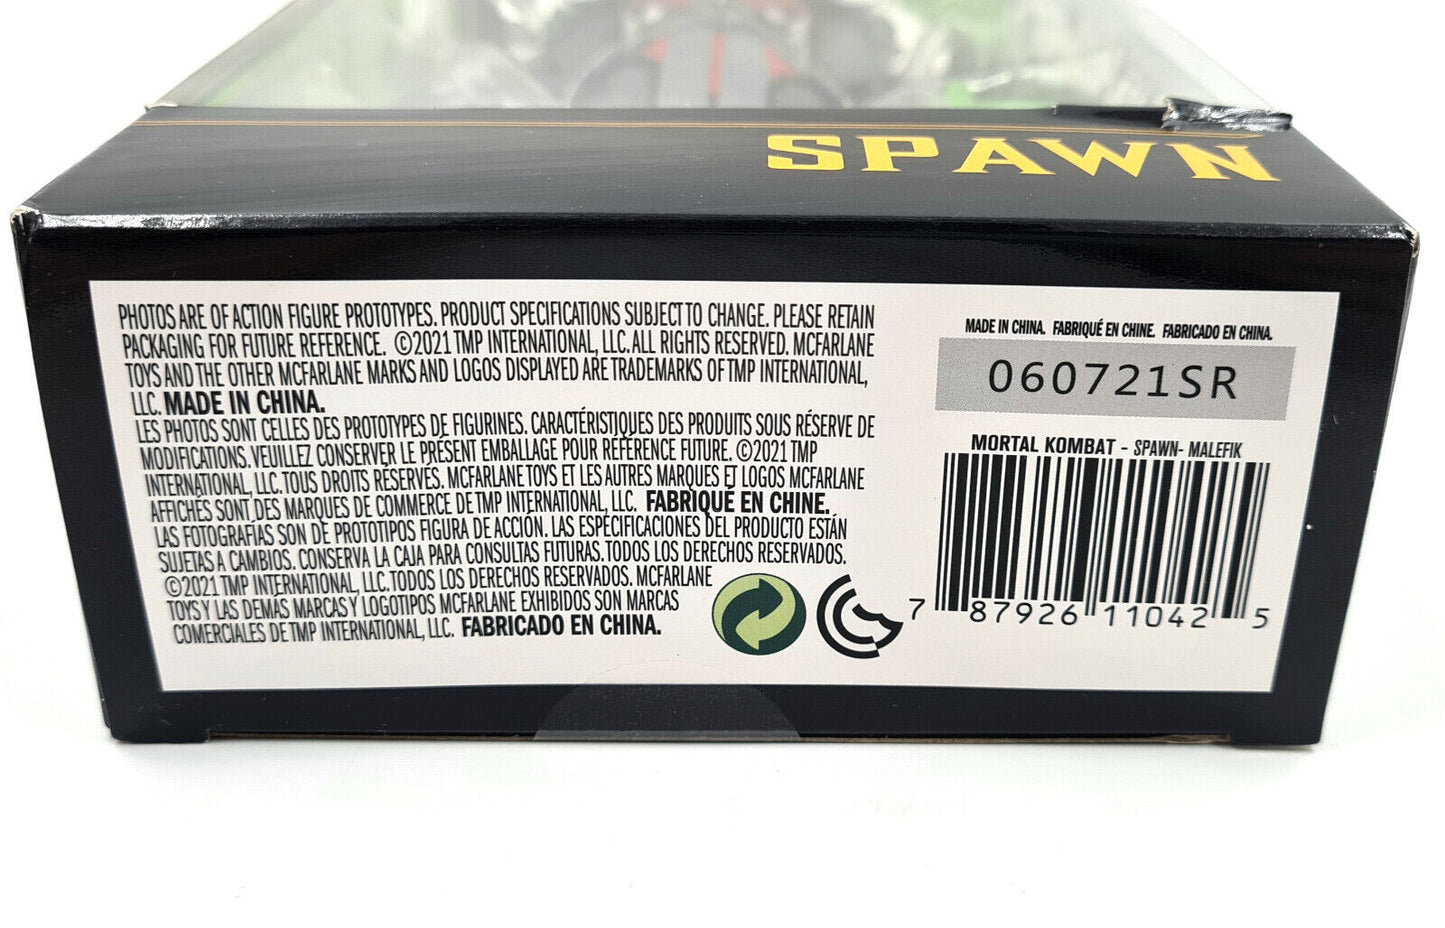 SPAWN
PHOTOS ARE OF ACTION FIGURE PROTOTYPES. PRODUCT SPECIFICATIONS SUBJECT TO CHANGE. PLEASE RETAIN
PACKAGING FOR FUTURE REFERENCE. ©2021 TMP INTERNATIONAL, LLC. ALL RIGHTS RESERVED. MCFARLANE
TOYS AND THE OTHER MCFARLANE MARKS AND LOGOS DISPLAYED ARE TRADEMARKS OF TMP INTERNATIONAL,
LLC. MADE IN CHINA.
LES PHOTOS SONT CELLES DES PROTOTYPES DE FIGURINES. CARACTÉRISTIQUES DES PRODUITS SOUS RÉSERVE DE
MODIFICATIONS. VEUILLEZ CONSERVER LE PRÉSENT EMBALLAGE POUR RÉFÉRENCE FUTURE. ©2021 TMP
INTERNATIONAL, LLC. TOUS DROITS RÉSERVÉS. MCFARLANE TOYS ET LES AUTRES MARQUES ET LOGOS MCFARLANE
AFFICHÉS SONT DES MARQUES DE COMMERCE DE TMP INTERNATIONAL, LLC. FABRIQUÉ EN CHINE.
LAS FOTOGRAFÍAS SON DE PROTOTIPOS FIGURA DE ACCIÓN. LAS ESPECIFICACIONES DEL PRODUCTO ESTÁN
SUJETAS A CAMBIOS. CONSERVA LA CAJA PARA CONSULTAS FUTURAS. TODOS LOS DERECHOS RESERVADOS.
©2021 TMP INTERNATIONAL, LLC. TODOS LOS DERECHOS RESERVADOS. MCFARLANE
TOYS Y LAS DEMÁS MARCAS Y LOGOTIPOS MCFARLANE EXHIBIDOS SON MARCAS
COMERCIALES DE TMP INTERNATIONAL, LLC. FABRICADO EN CHINA.
MADE IN CHINA. FABRIQUÉ EN CHINE. FABRICADO EN CHINA.
060721SR
MORTAL KOMBAT - SPAWN- MALEFIK
7 87926 11042 5